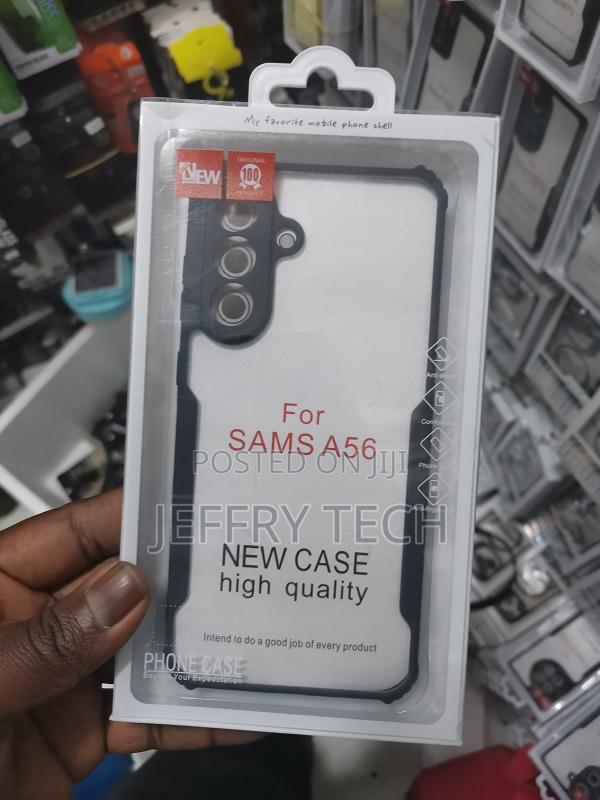 My favorite mobile phone shell
NEW
ORIGINAL
100
For
SAMS A56
POSTED ON JIJI
JEFFRY TECH
NEW CASE
high quality
Intend to do a good job of every product
PHONE CASE
Beyond Your Expectation